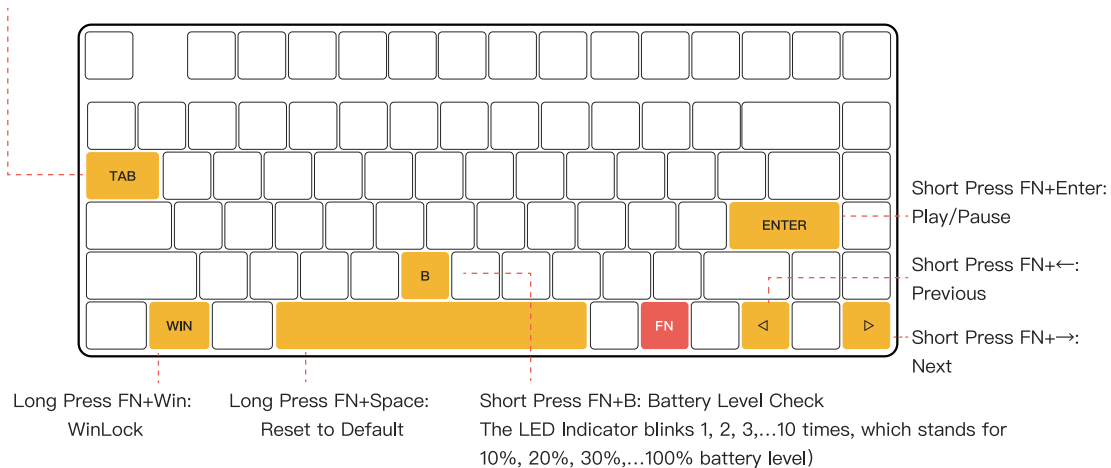 TAB
ENTER
Short Press FN+Enter:
Play/Pause
B
Short Press FN+←:
Previous
WIN
FN
◁
▷
Short Press FN+→:
Next
Long Press FN+Win:
WinLock
Long Press FN+Space:
Reset to Default
Short Press FN+B: Battery Level Check
The LED Indicator blinks 1, 2, 3,...10 times, which stands for
10%, 20%, 30%,...100% battery level)